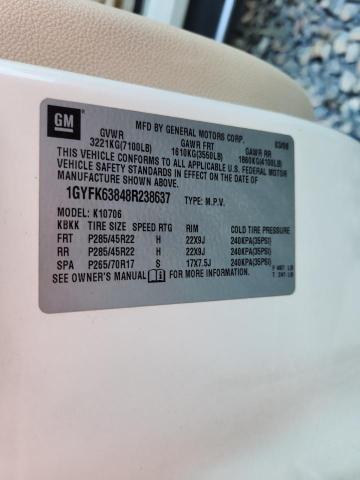 GM
MFD BY GENERAL MOTORS CORP.
03/08
GVWR GAWR FRT GAWR RR
3221KG(7100LB) 1610KG(3550LB) 1860KG(4100LB)
THIS VEHICLE CONFORMS TO ALL APPLICABLE U.S. FEDERAL MOTOR
VEHICLE SAFETY STANDARDS IN EFFECT ON THE DATE OF
MANUFACTURE SHOWN ABOVE.
1GYFK63848R238637 TYPE: M.P.V.
MODEL: K10706
KBKK TIRE SIZE SPEED RTG RIM COLD TIRE PRESSURE
FRT P285/45R22 H 22X9J 240KPA(35PSI)
RR P285/45R22 H 22X9J 240KPA(35PSI)
SPA P265/70R17 S 17X7.5J 240KPA(35PSI)
SEE OWNER'S MANUAL FOR MORE INFORMATION.